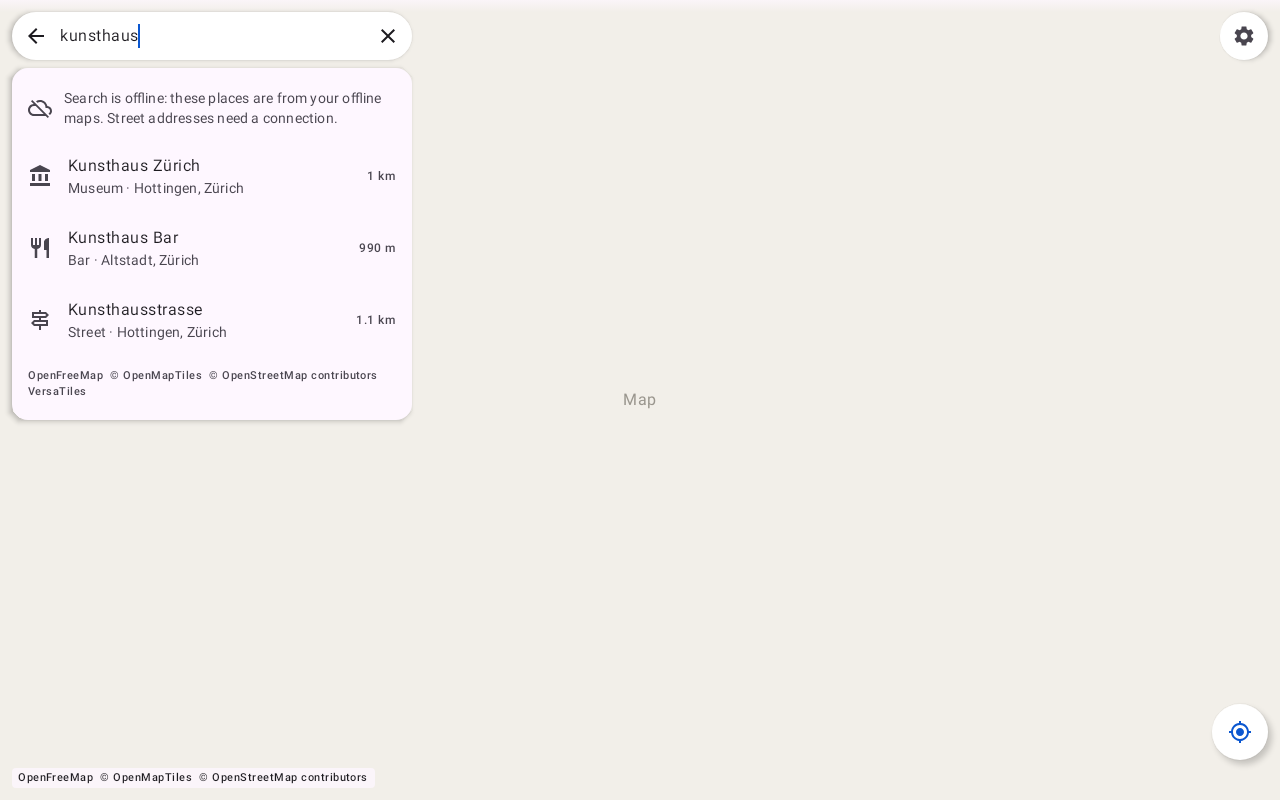 kunsthaus
Search is offline: these places are from your offline
maps. Street addresses need a connection.
Kunsthaus Zürich
Museum · Hottingen, Zürich
1 km
Kunsthaus Bar
Bar · Altstadt, Zürich
990 m
Kunsthausstrasse
Street · Hottingen, Zürich
1.1 km
OpenFreeMap © OpenMapTiles © OpenStreetMap contributors
VersaTiles
Map
OpenFreeMap © OpenMapTiles © OpenStreetMap contributors